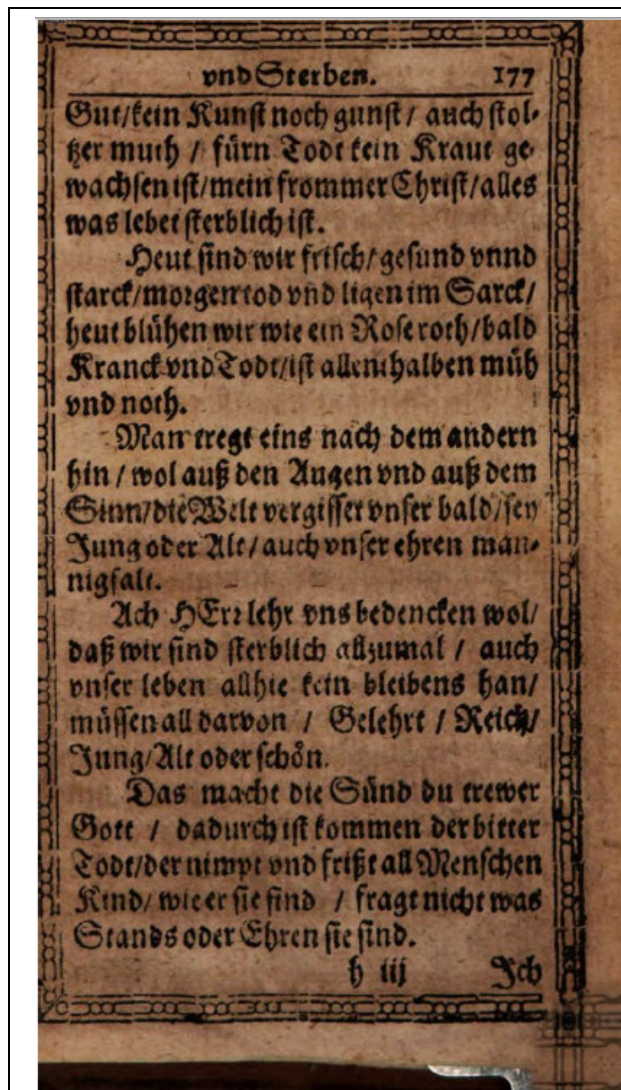 vnd Sterben. 177
Gut/kein Kunst noch gunst / auch stol-
tzer muth / fürn Todt kein Kraut ge-
wachsen ist/mein frommer Christ/alles
was lebet sterblich ist.
Heut sind wir frisch/gesund vnnd
starck/morgen tod vnd ligen im Sarck/
heut blühen wir wie ein Rose roth/bald
Kranck vnd Todt/ist allenthalben müh
vnd noth.
Man tregt eins nach dem andern
hin / wol auß den Augen vnd auß dem
Sinn/die Welt vergisset vnser bald/sey
Jung oder Alt/auch vnser ehren man-
nigfalt.
Ach HErr lehr vns bedencken wol/
daß wir sind sterblich allzumal / auch
vnser leben allhie kein bleibens han/
müssen all darvon / Gelehrt / Reich/
Jung/Alt oder schön.
Das macht die Sünd du trewer
Gott / dadurch ist kommen der bitter
Todt/der nimpt vnd frißt all Menschen
Kind/ wie er sie find / fragt nicht was
Stands oder Ehren sie sind.
h iij Ich